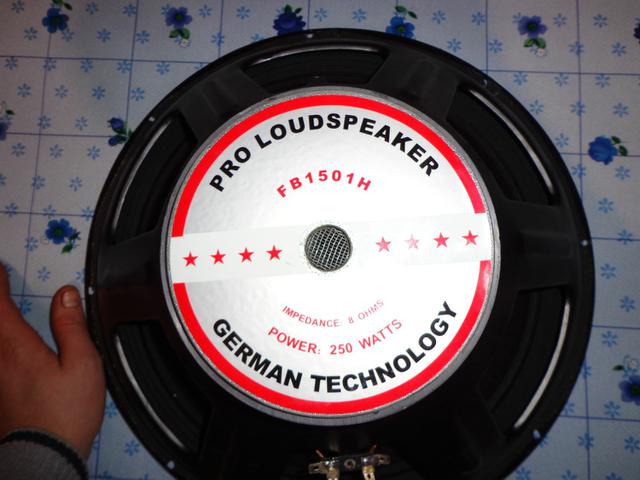 PRO LOUDSPEAKER
FB1501H
IMPEDANCE: 8 OHMS
POWER: 250 WATTS
GERMAN TECHNOLOGY